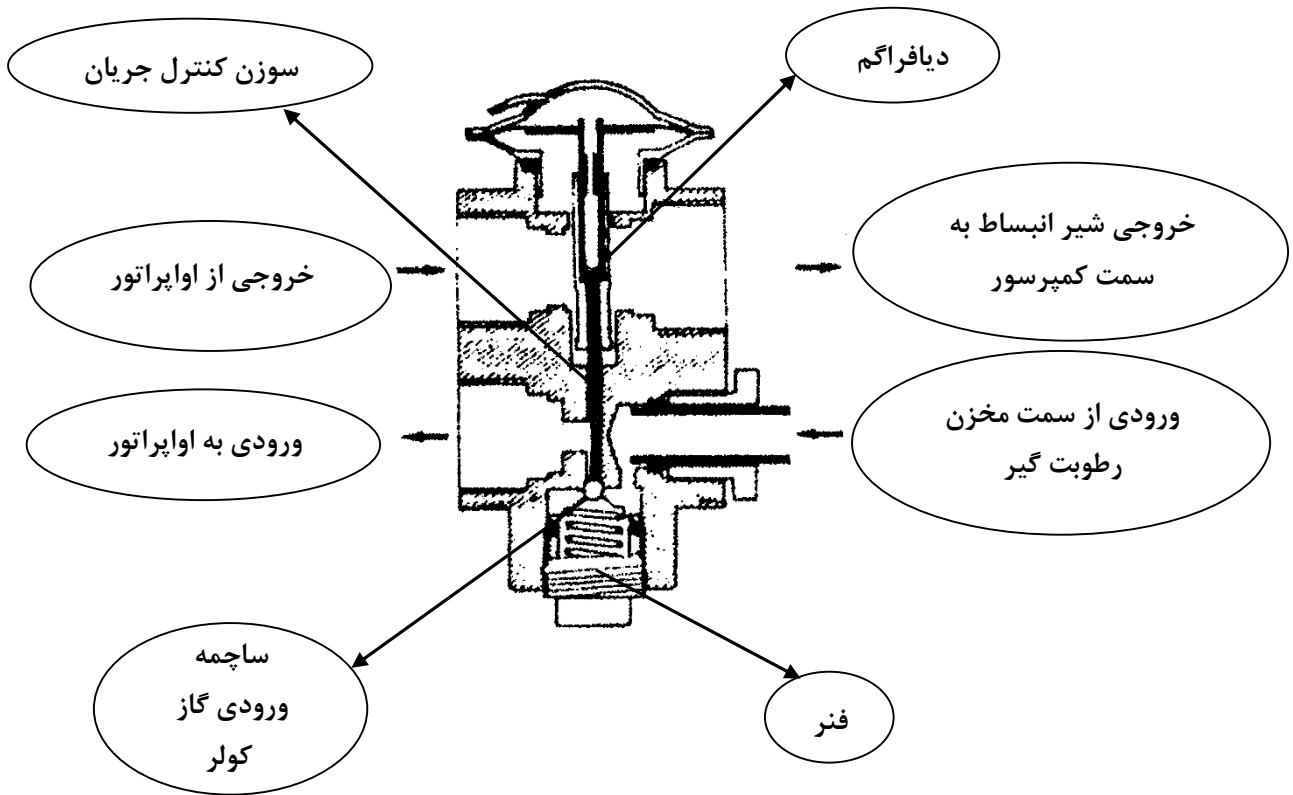 دیافراگم
سوزن کنترل جریان
خروجی شیر انبساط به
سمت کمپرسور
خروجی از اواپراتور
ورودی از سمت مخزن
رطوبت گیر
ورودی به اواپراتور
ساچمه
ورودی گاز
کولر
فنر